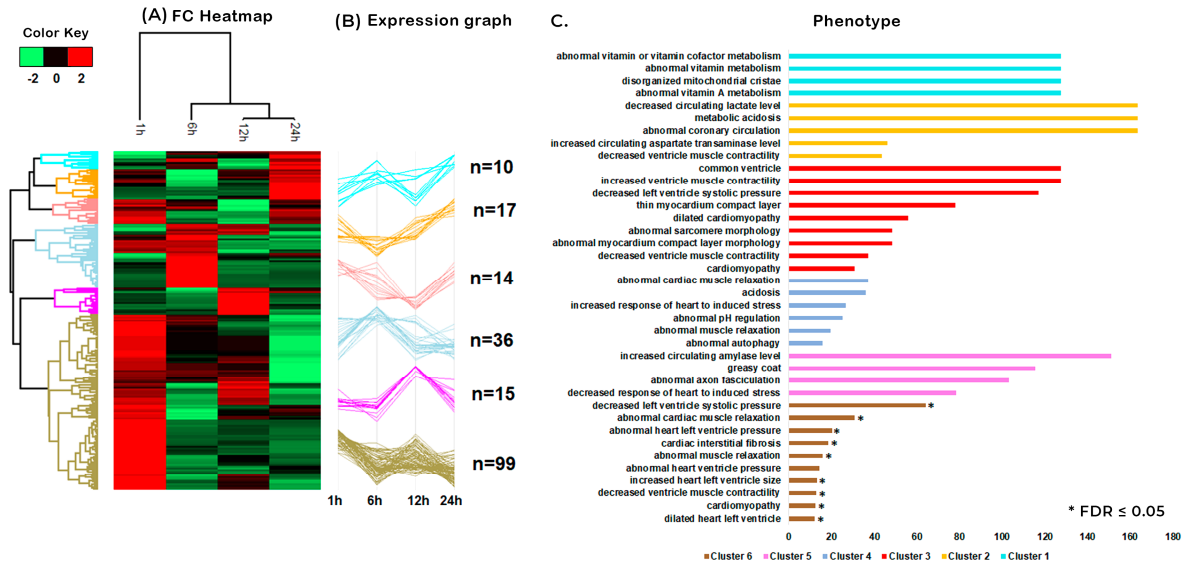 (A) FC Heatmap
(B) Expression graph
C.
Phenotype
Color Key
-2 0 2
1h 6h 12h 24h
n=10
n=17
n=14
n=36
n=15
n=99
1h 6h 12h 24h
abnormal vitamin or vitamin cofactor metabolism
abnormal vitamin metabolism
disorganized mitochondrial cristae
abnormal vitamin A metabolism
decreased circulating lactate level
metabolic acidosis
abnormal coronary circulation
increased circulating aspartate transaminase level
decreased ventricle muscle contractility
common ventricle
increased ventricle muscle contractility
decreased left ventricle systolic pressure
thin myocardium compact layer
dilated cardiomyopathy
abnormal sarcomere morphology
abnormal myocardium compact layer morphology
decreased ventricle muscle contractility
cardiomyopathy
abnormal cardiac muscle relaxation
acidosis
increased response of heart to induced stress
abnormal pH regulation
abnormal muscle relaxation
abnormal autophagy
increased circulating amylase level
greasy coat
abnormal axon fasciculation
decreased response of heart to induced stress
decreased left ventricle systolic pressure *
abnormal cardiac muscle relaxation *
abnormal heart left ventricle pressure *
cardiac interstitial fibrosis *
abnormal muscle relaxation *
abnormal heart ventricle pressure
increased heart left ventricle size *
decreased ventricle muscle contractility *
cardiomyopathy *
dilated heart left ventricle *
* FDR ≤ 0.05
0 20 40 60 80 100 120 140 160 180
Cluster 6 Cluster 5 Cluster 4 Cluster 3 Cluster 2 Cluster 1